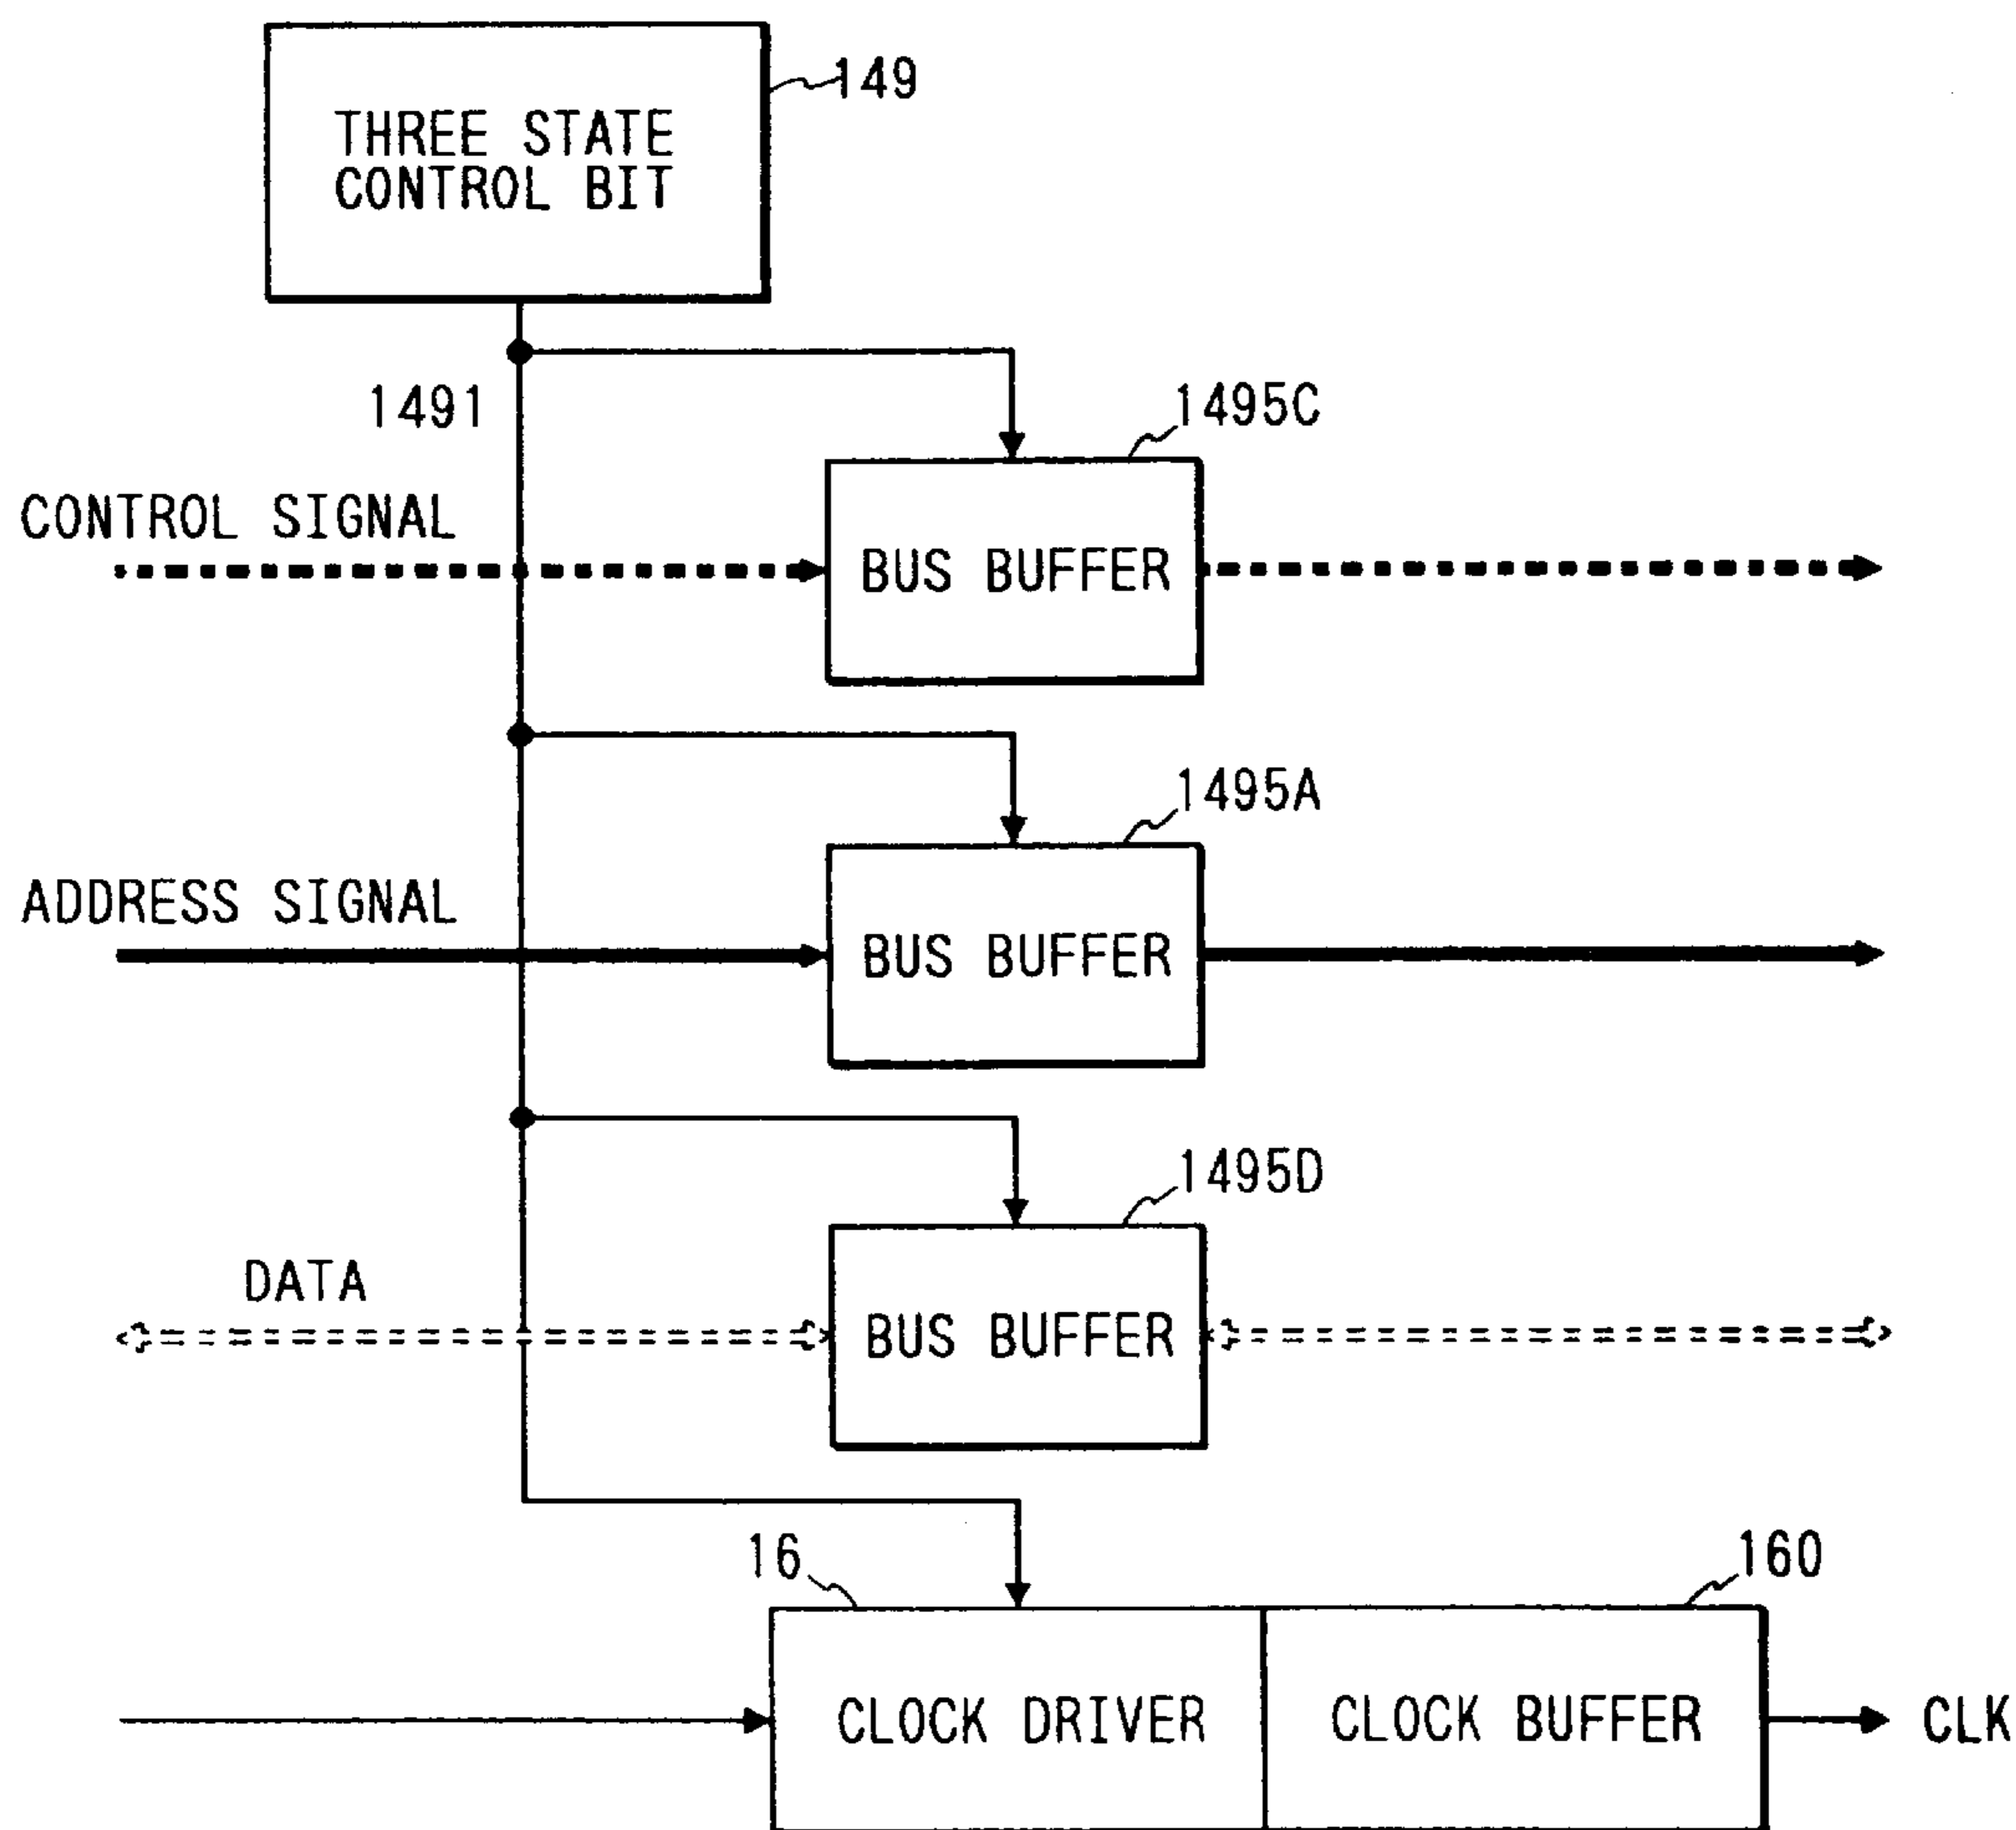 THREE STATE
CONTROL BIT
149
1491
1495C
CONTROL SIGNAL
BUS BUFFER
1495A
ADDRESS SIGNAL
BUS BUFFER
1495D
DATA
BUS BUFFER
16
160
CLOCK DRIVER
CLOCK BUFFER
CLK